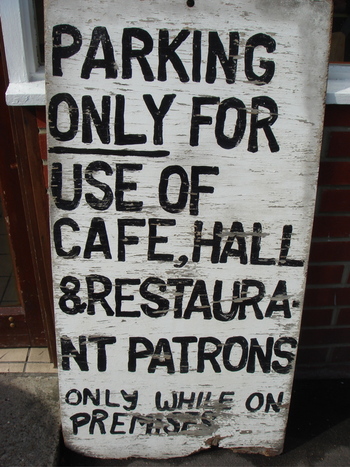 PARKING
ONLY FOR
USE OF
CAFE, HALL
&RESTAURA-
NT PATRONS
ONLY WHILE ON
PREMISES